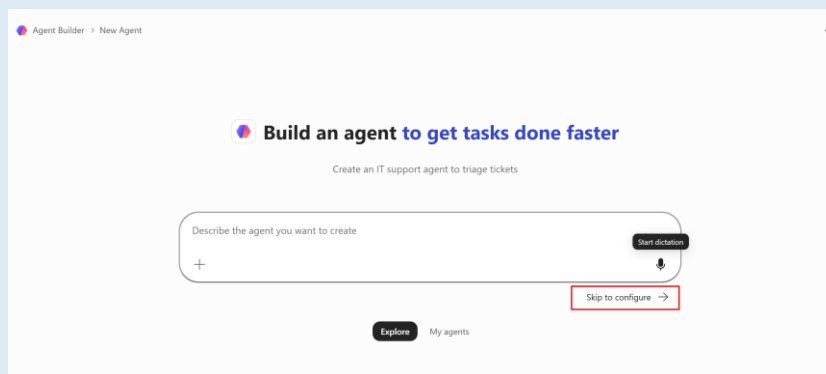 Agent Builder > New Agent
Build an agent to get tasks done faster
Create an IT support agent to triage tickets
Describe the agent you want to create
Start dictation
Skip to configure →
Explore My agents